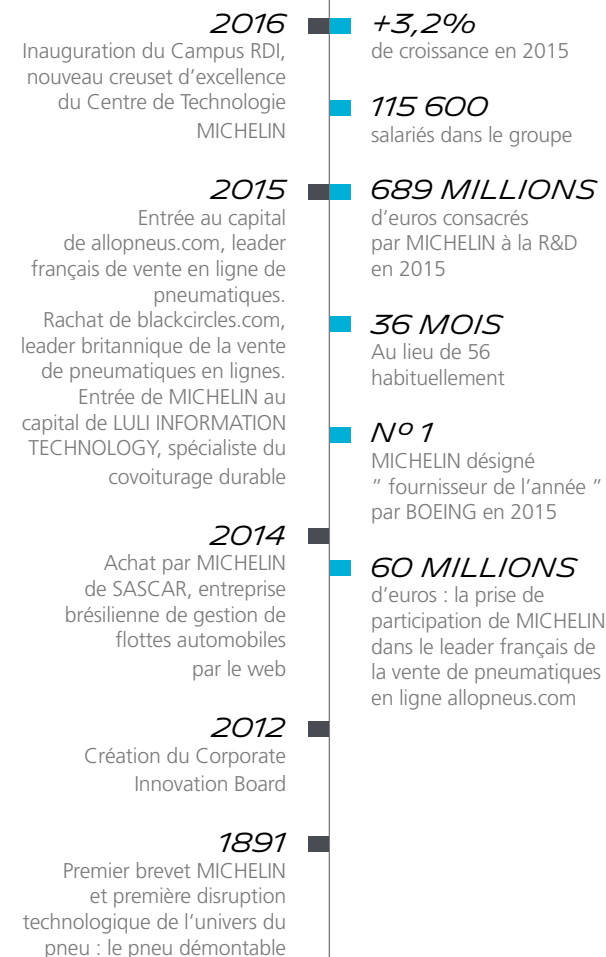 2016
Inauguration du Campus RDI,
nouveau creuset d’excellence
du Centre de Technologie
MICHELIN
2015
Entrée au capital
de allopneus.com, leader
français de vente en ligne de
pneumatiques.
Rachat de blackcircles.com,
leader britannique de la vente
de pneumatiques en lignes.
Entrée de MICHELIN au
capital de LULI INFORMATION
TECHNOLOGY, spécialiste du
covoiturage durable
2014
Achat par MICHELIN
de SASCAR, entreprise
brésilienne de gestion de
flottes automobiles
par le web
2012
Création du Corporate
Innovation Board
1891
Premier brevet MICHELIN
et première disruption
technologique de l’univers du
pneu : le pneu démontable
+3,2%
de croissance en 2015
115 600
salariés dans le groupe
689 MILLIONS
d’euros consacrés
par MICHELIN à la R&D
en 2015
36 MOIS
Au lieu de 56
habituellement
Nº 1
MICHELIN désigné
” fournisseur de l’année ”
par BOEING en 2015
60 MILLIONS
d’euros : la prise de
participation de MICHELIN
dans le leader français de
la vente de pneumatiques
en ligne allopneus.com